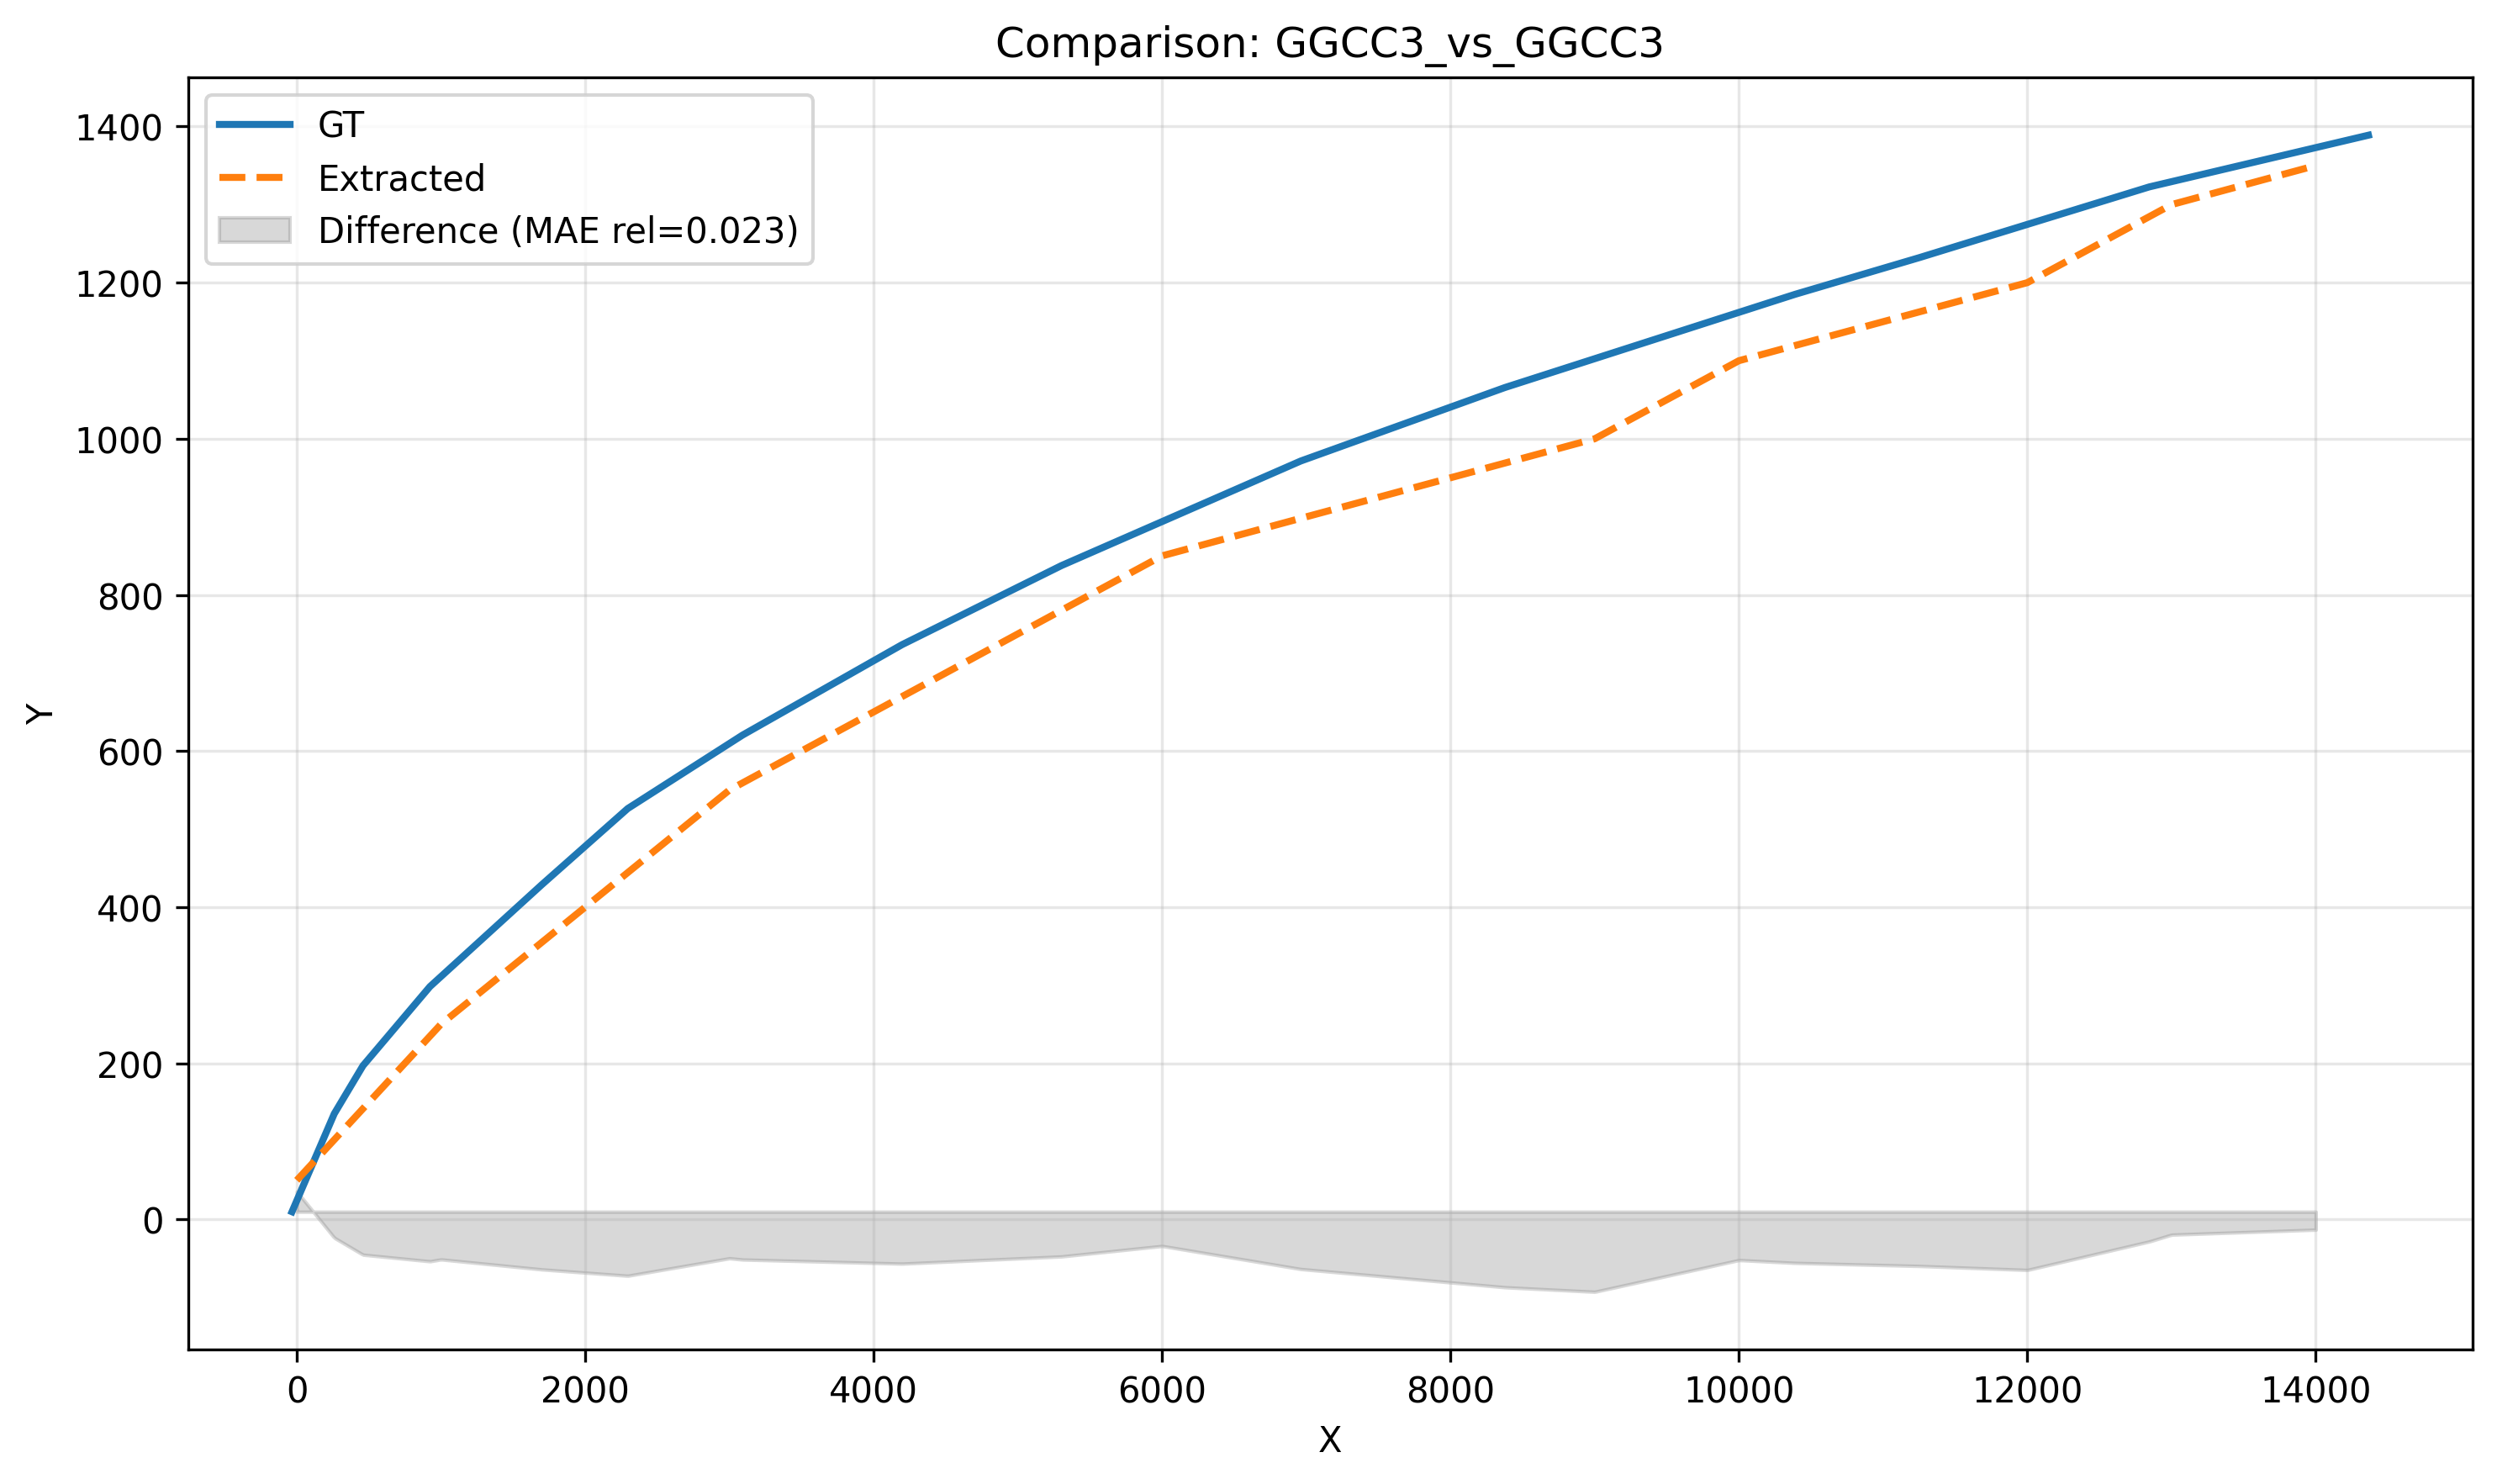 Comparison: GGCC3_vs_GGCC3
GT
Extracted
Difference (MAE rel=0.023)
1400
1200
1000
800
600
400
200
0
Y
0 2000 4000 6000 8000 10000 12000 14000
X